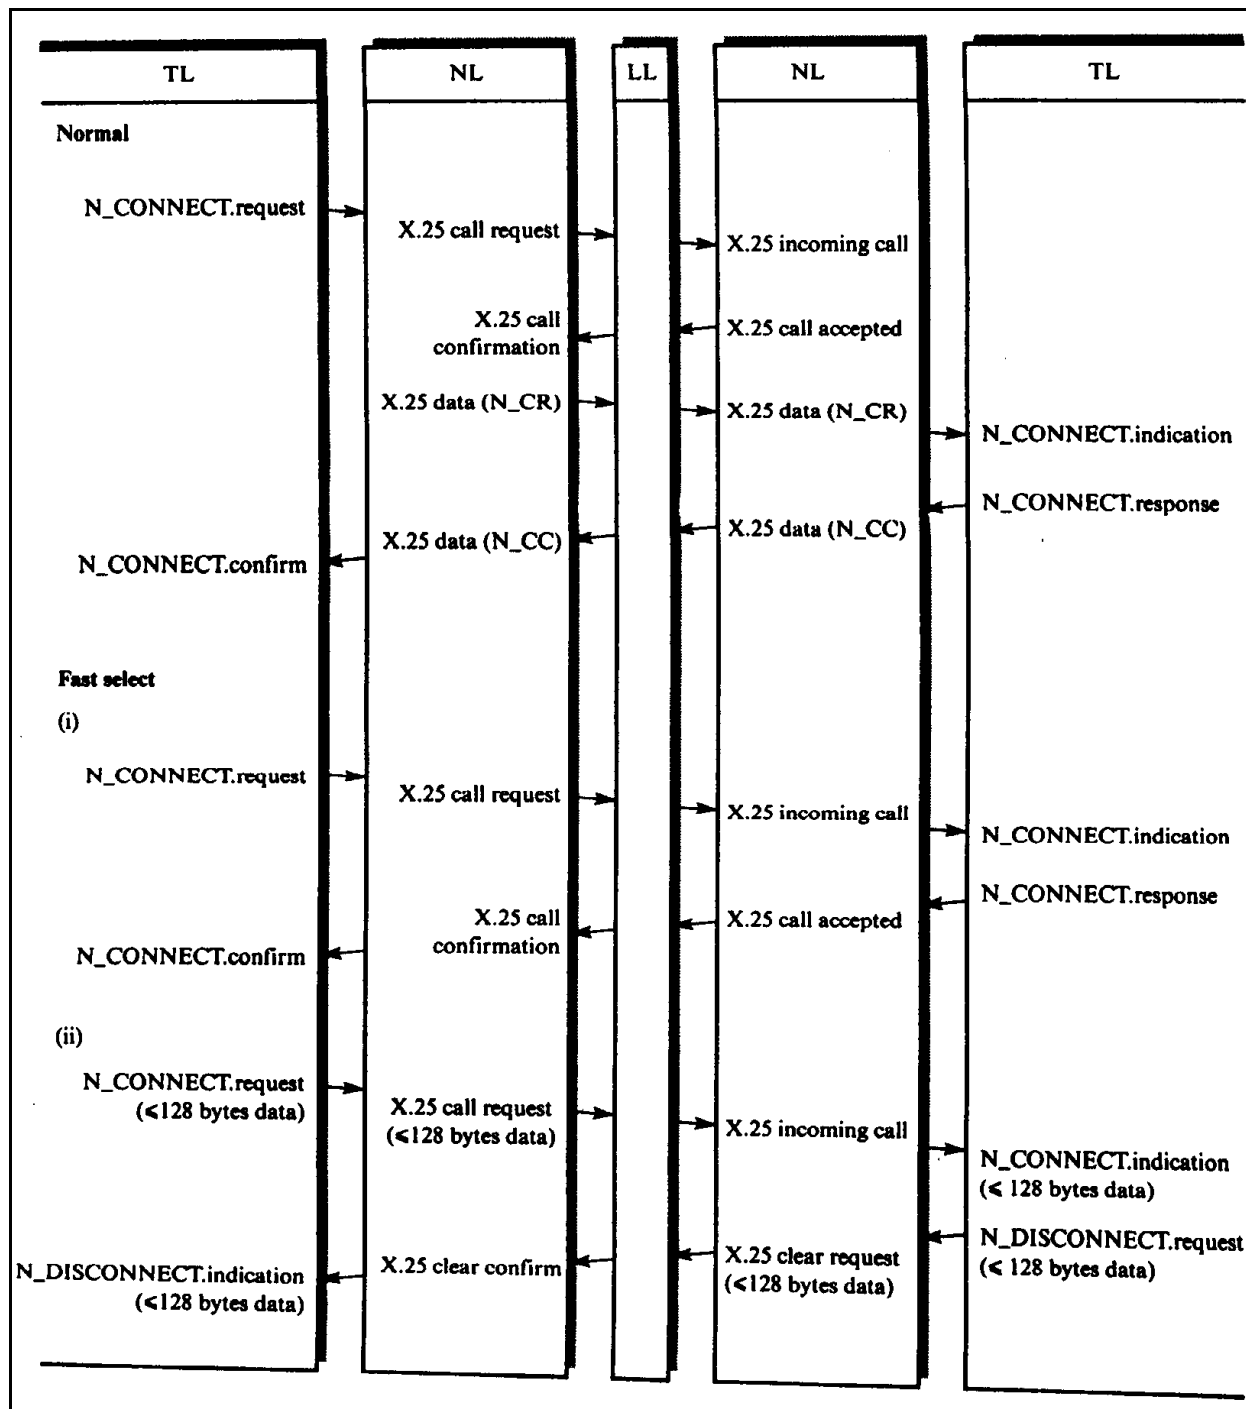 TL
NL
LL
NL
TL
Normal
N_CONNECT.request
X.25 call request
X.25 incoming call
X.25 call
confirmation
X.25 call accepted
X.25 data (N_CR)
X.25 data (N_CR)
N_CONNECT.indication
N_CONNECT.response
X.25 data (N_CC)
X.25 data (N_CC)
N_CONNECT.confirm
Fast select
(i)
N_CONNECT.request
X.25 call request
X.25 incoming call
N_CONNECT.indication
N_CONNECT.response
X.25 call accepted
X.25 call
confirmation
N_CONNECT.confirm
(ii)
N_CONNECT.request
(⩽128 bytes data)
X.25 call request
(⩽128 bytes data)
X.25 incoming call
N_CONNECT.indication
(⩽ 128 bytes data)
N_DISCONNECT.request
(⩽ 128 bytes data)
X.25 clear request
(⩽128 bytes data)
X.25 clear confirm
N_DISCONNECT.indication
(⩽128 bytes data)